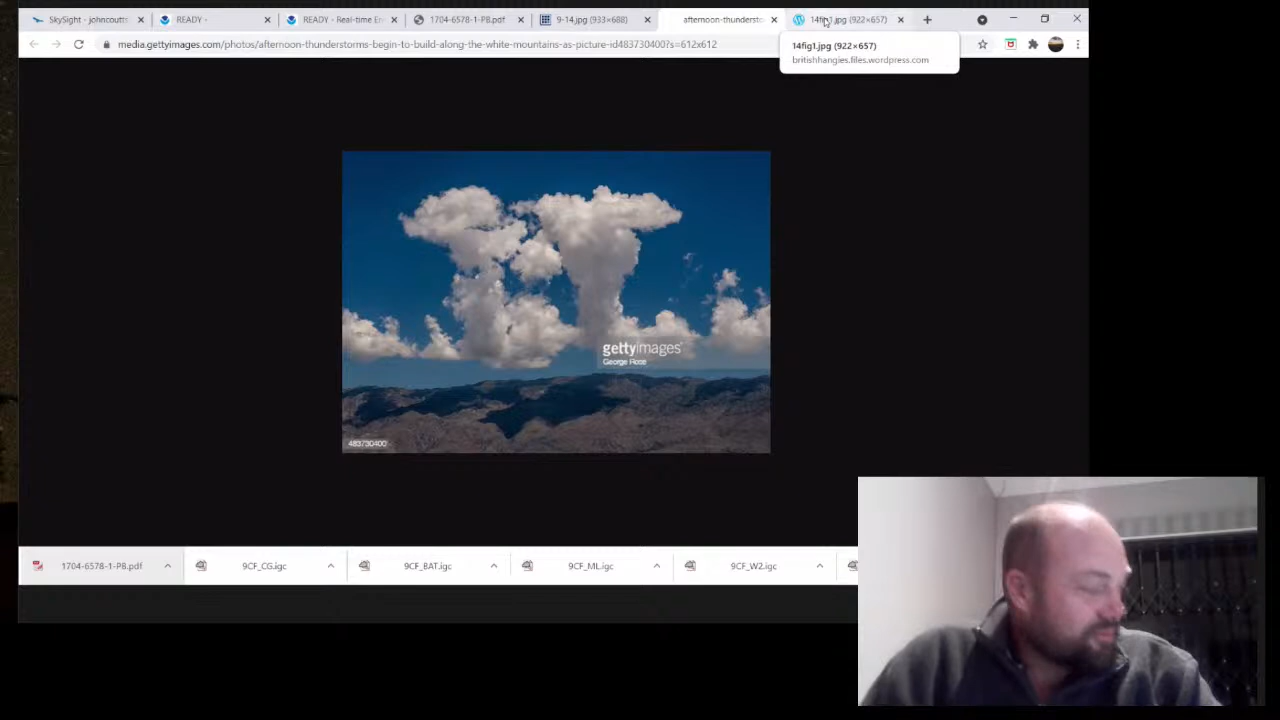 SkySight - johncoutts
READY -
READY - Real-time En
1704-6578-1-PB.pdf
9-14.jpg (933×688)
afternoon-thunderst
14fig1.jpg (922×657)
media.gettyimages.com/photos/afternoon-thunderstorms-begin-to-build-along-the-white-mountains-as-picture-id483730400?s=612x612
14fig1.jpg (922×657)
britishhangies.files.wordpress.com
gettyimages
George Rose
483730400
1704-6578-1-PB.pdf
9CF_CG.igc
9CF_BAT.igc
9CF_ML.igc
9CF_W2.igc